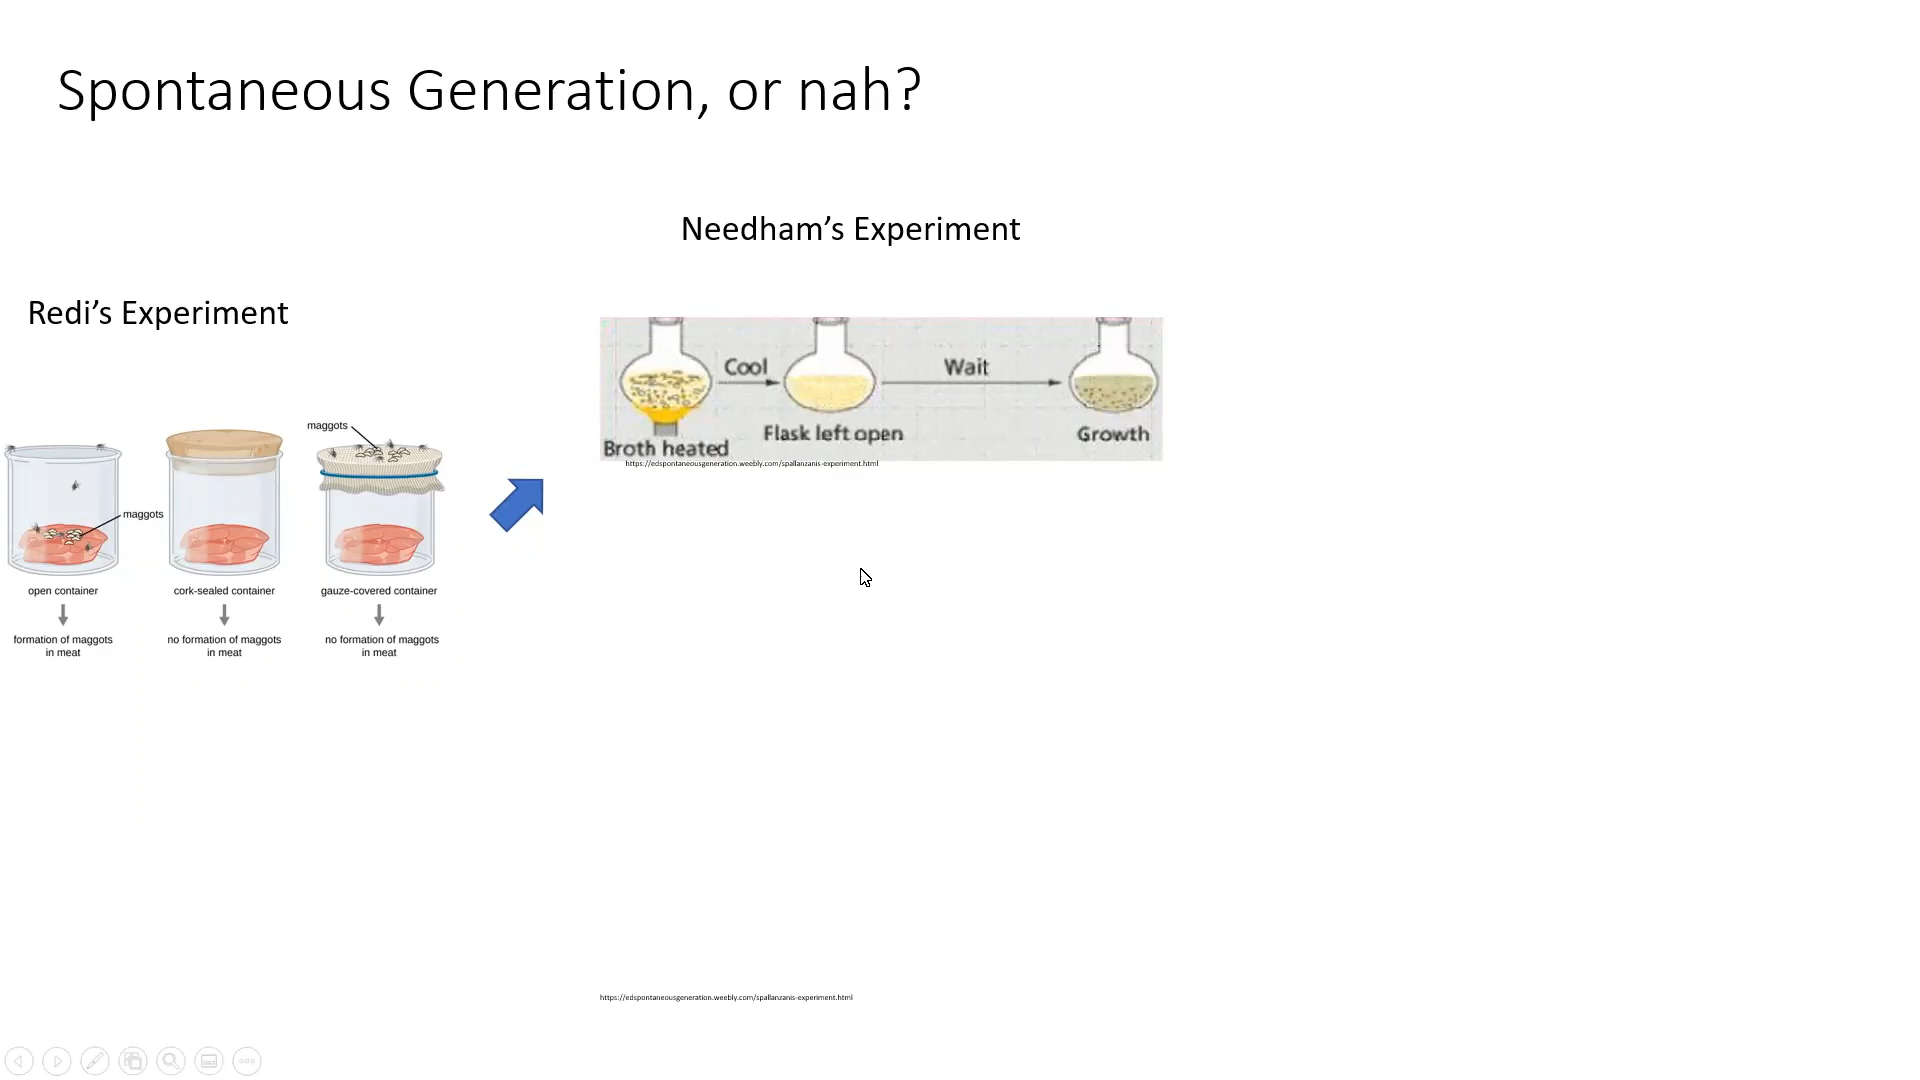 Spontaneous Generation, or nah?
Needham’s Experiment
Redi’s Experiment
Cool
Wait
Broth heated
Flask left open
Growth
https://edspontaneousgeneration.weebly.com/spallanzanis-experiment.html
maggots
maggots
open container
cork-sealed container
gauze-covered container
formation of maggots
in meat
no formation of maggots
in meat
no formation of maggots
in meat
https://edspontaneousgeneration.weebly.com/spallanzanis-experiment.html